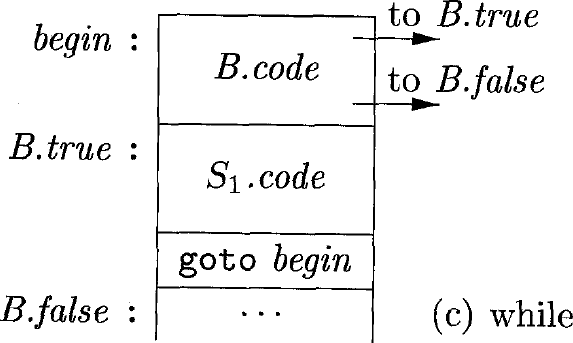 to B.true
begin :
B.code
to B.false
B.true :
S₁.code
goto begin
B.false : ··· (c) while